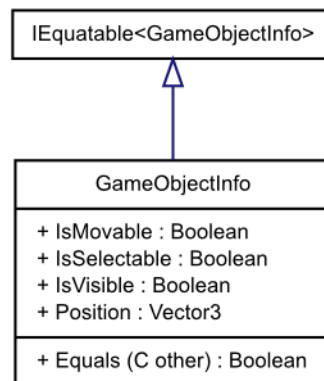 IEquatable<GameObjectInfo>
GameObjectInfo
+ IsMovable : Boolean
+ IsSelectable : Boolean
+ IsVisible : Boolean
+ Position : Vector3
+ Equals (C other) : Boolean